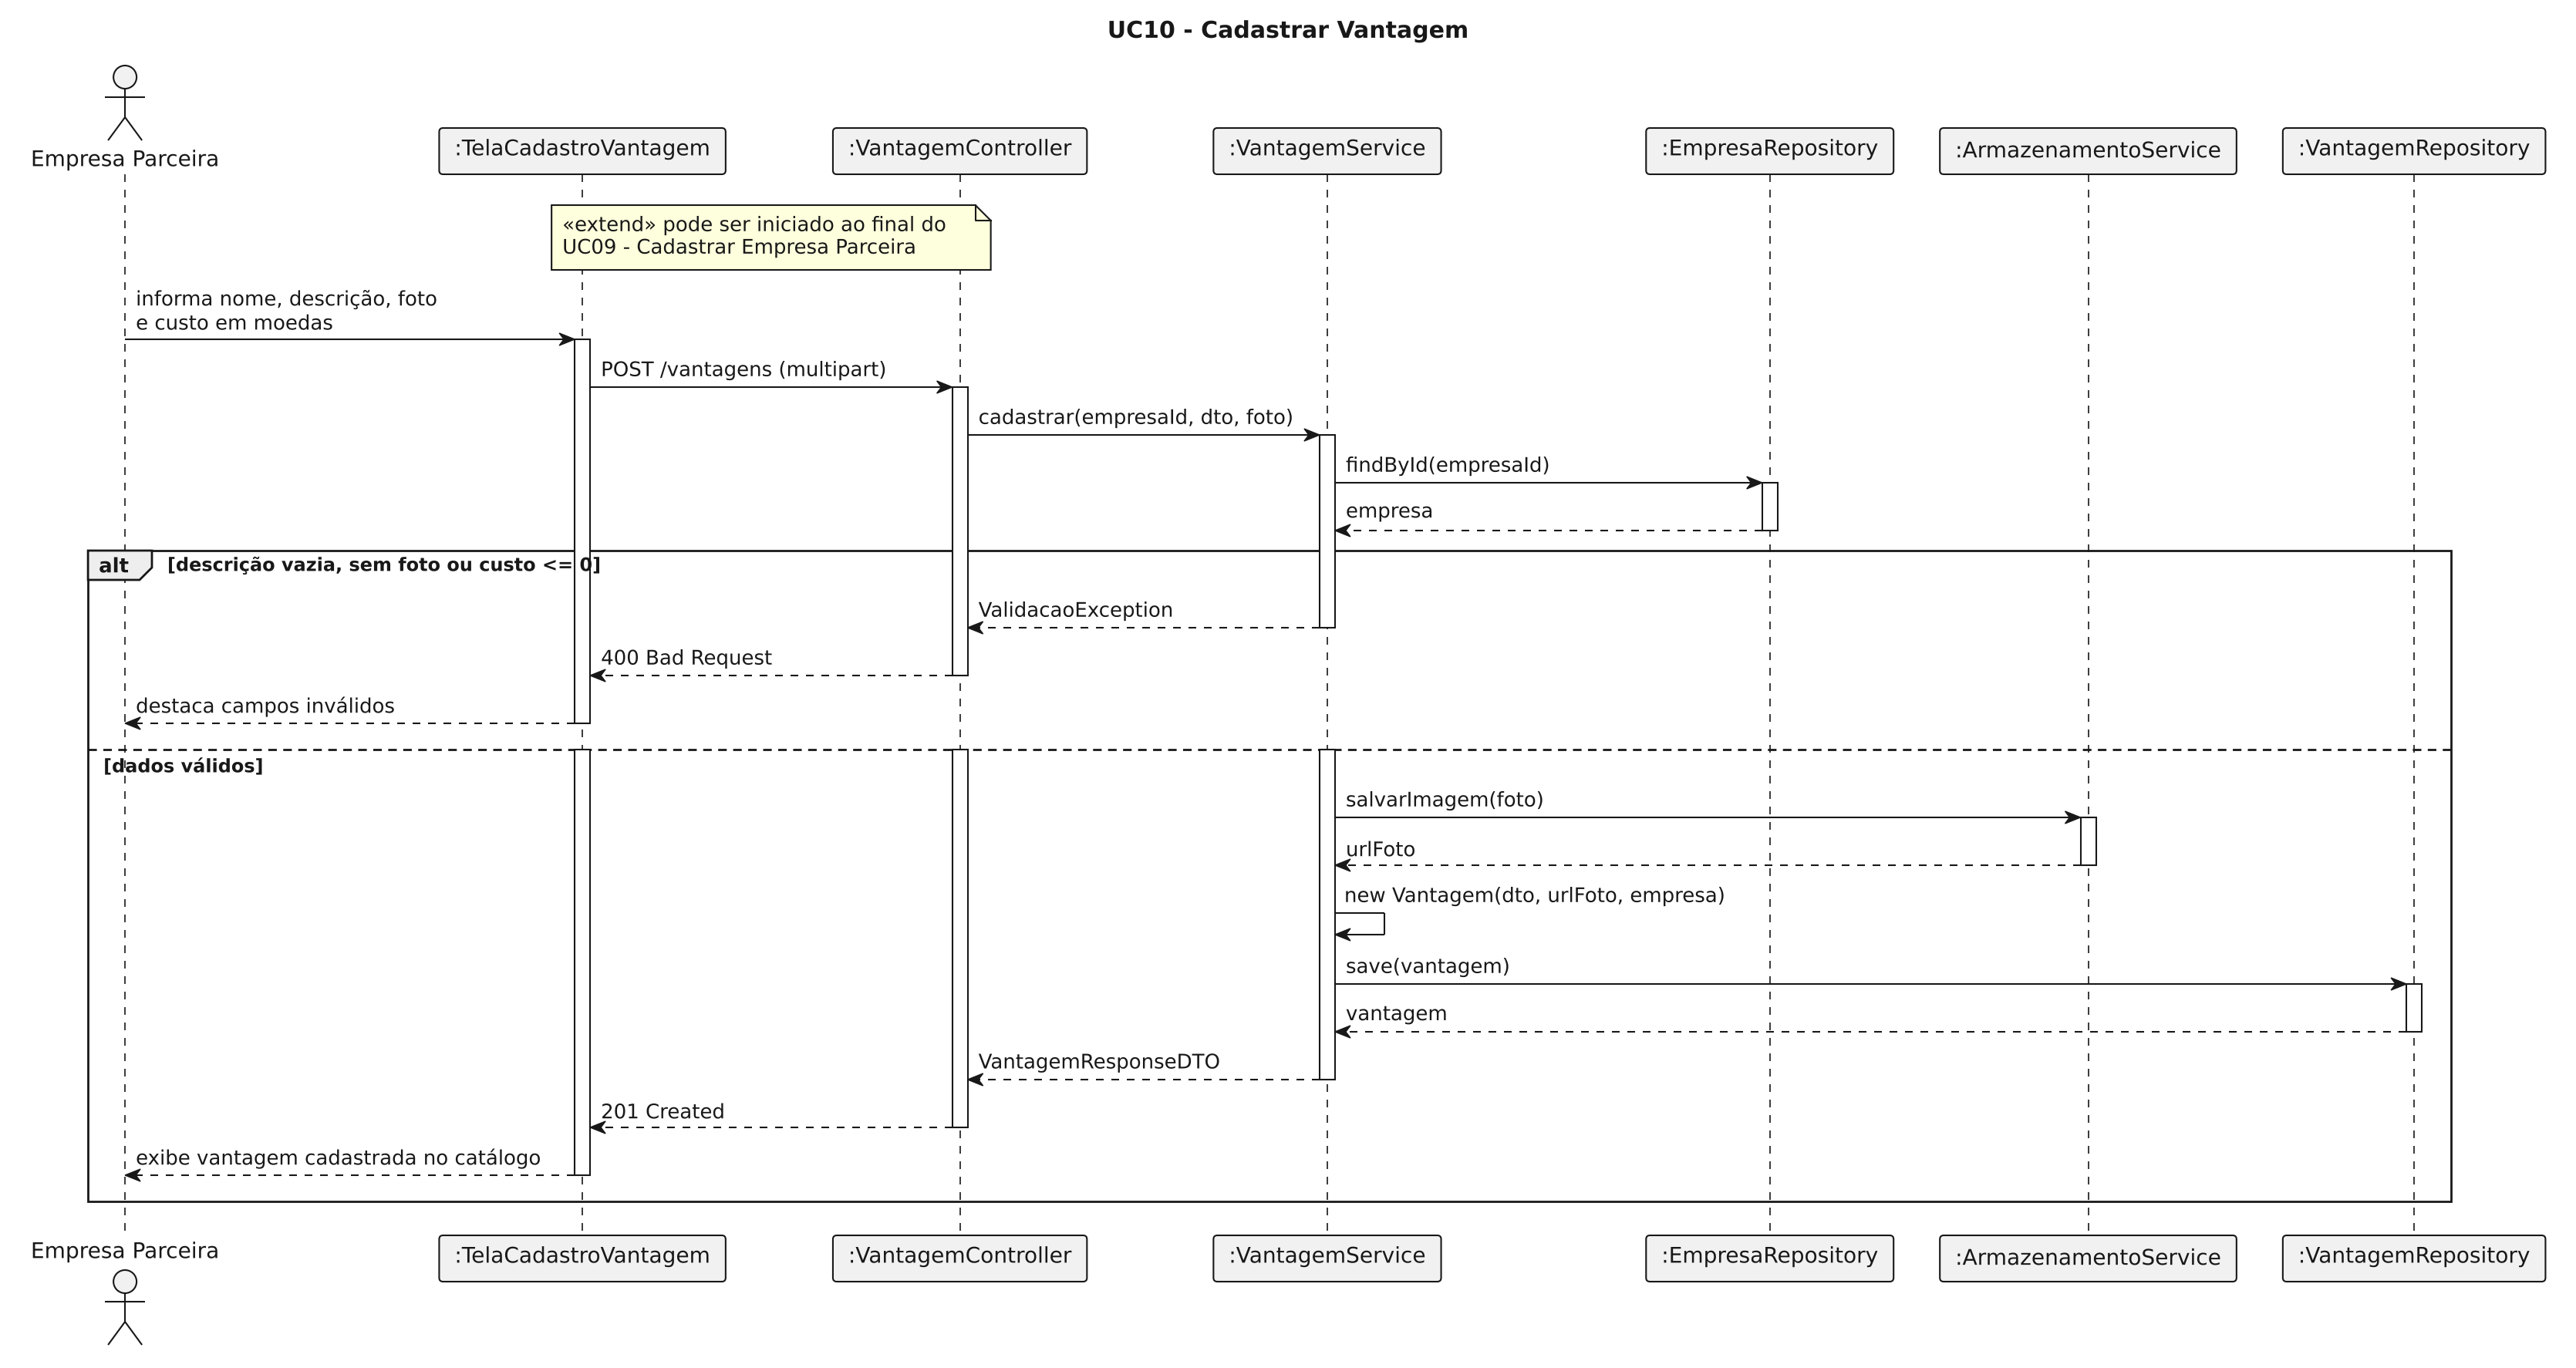 UC10 - Cadastrar Vantagem
Empresa Parceira
:TelaCadastroVantagem
:VantagemController
:VantagemService
:EmpresaRepository
:ArmazenamentoService
:VantagemRepository
«extend» pode ser iniciado ao final do
UC09 - Cadastrar Empresa Parceira
informa nome, descrição, foto
e custo em moedas
POST /vantagens (multipart)
cadastrar(empresaId, dto, foto)
findById(empresaId)
empresa
alt
[descrição vazia, sem foto ou custo <= 0]
ValidacaoException
400 Bad Request
destaca campos inválidos
[dados válidos]
salvarImagem(foto)
urlFoto
new Vantagem(dto, urlFoto, empresa)
save(vantagem)
vantagem
VantagemResponseDTO
201 Created
exibe vantagem cadastrada no catálogo
Empresa Parceira
:TelaCadastroVantagem
:VantagemController
:VantagemService
:EmpresaRepository
:ArmazenamentoService
:VantagemRepository